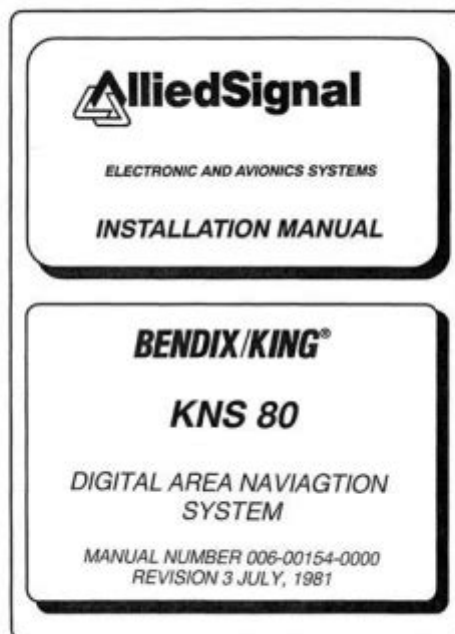 AlliedSignal
ELECTRONIC AND AVIONICS SYSTEMS
INSTALLATION MANUAL
BENDIX/KING®
KNS 80
DIGITAL AREA NAVIAGTION
SYSTEM
MANUAL NUMBER 006-00154-0000
REVISION 3 JULY, 1981